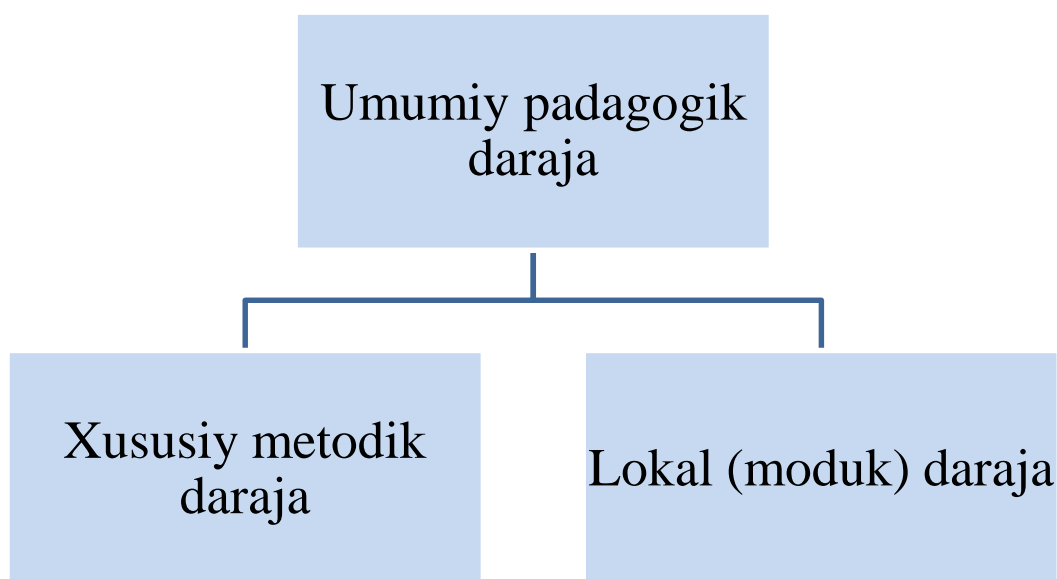 Umumiy padagogik
daraja
Xususiy metodik
daraja
Lokal (moduk) daraja